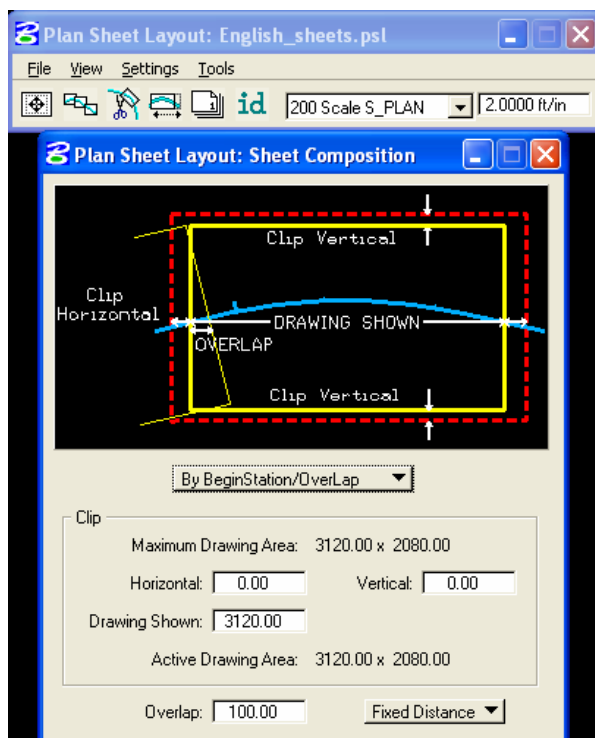 Plan Sheet Layout: English_sheets.psl
File View Settings Tools
id 200 Scale S_PLAN 2.0000 ft/in
Plan Sheet Layout: Sheet Composition
Clip Vertical
Clip
Horizontal
DRAWING SHOWN
OVERLAP
Clip Vertical
By BeginStation/OverLap
Clip
Maximum Drawing Area: 3120.00 x 2080.00
Horizontal: 0.00 Vertical: 0.00
Drawing Shown: 3120.00
Active Drawing Area: 3120.00 x 2080.00
Overlap: 100.00 Fixed Distance